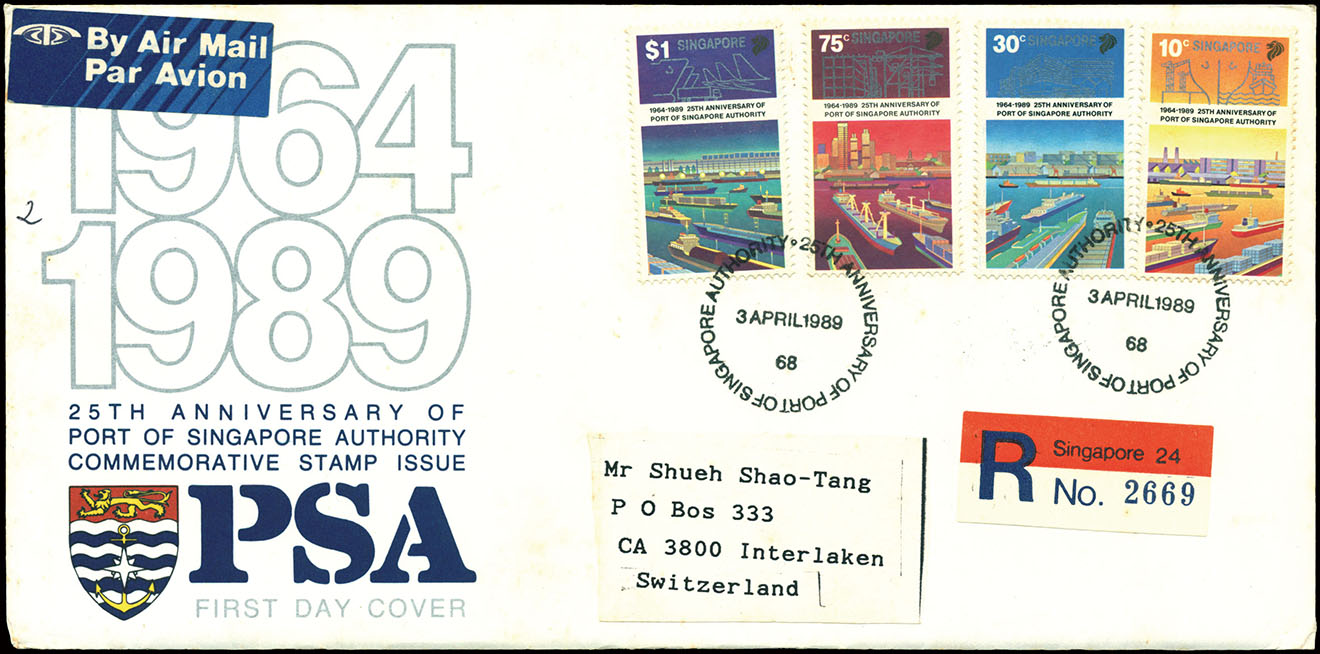 By Air Mail
Par Avion
1964
1989
2
25TH ANNIVERSARY OF
PORT OF SINGAPORE AUTHORITY
COMMEMORATIVE STAMP ISSUE
PSA
FIRST DAY COVER
$1 SINGAPORE
1964-1989 25TH ANNIVERSARY OF
PORT OF SINGAPORE AUTHORITY
75c SINGAPORE
1964-1989 25TH ANNIVERSARY OF
PORT OF SINGAPORE AUTHORITY
30c SINGAPORE
1964-1989 25TH ANNIVERSARY OF
PORT OF SINGAPORE AUTHORITY
10c SINGAPORE
1964-1989 25TH ANNIVERSARY OF
PORT OF SINGAPORE AUTHORITY
25TH ANNIVERSARY OF PORT OF SINGAPORE AUTHORITY
3 APRIL 1989
68
25TH ANNIVERSARY OF PORT OF SINGAPORE AUTHORITY
3 APRIL 1989
68
R
Singapore 24
No. 2669
Mr Shueh Shao-Tang
P O Bos 333
CA 3800 Interlaken
Switzerland